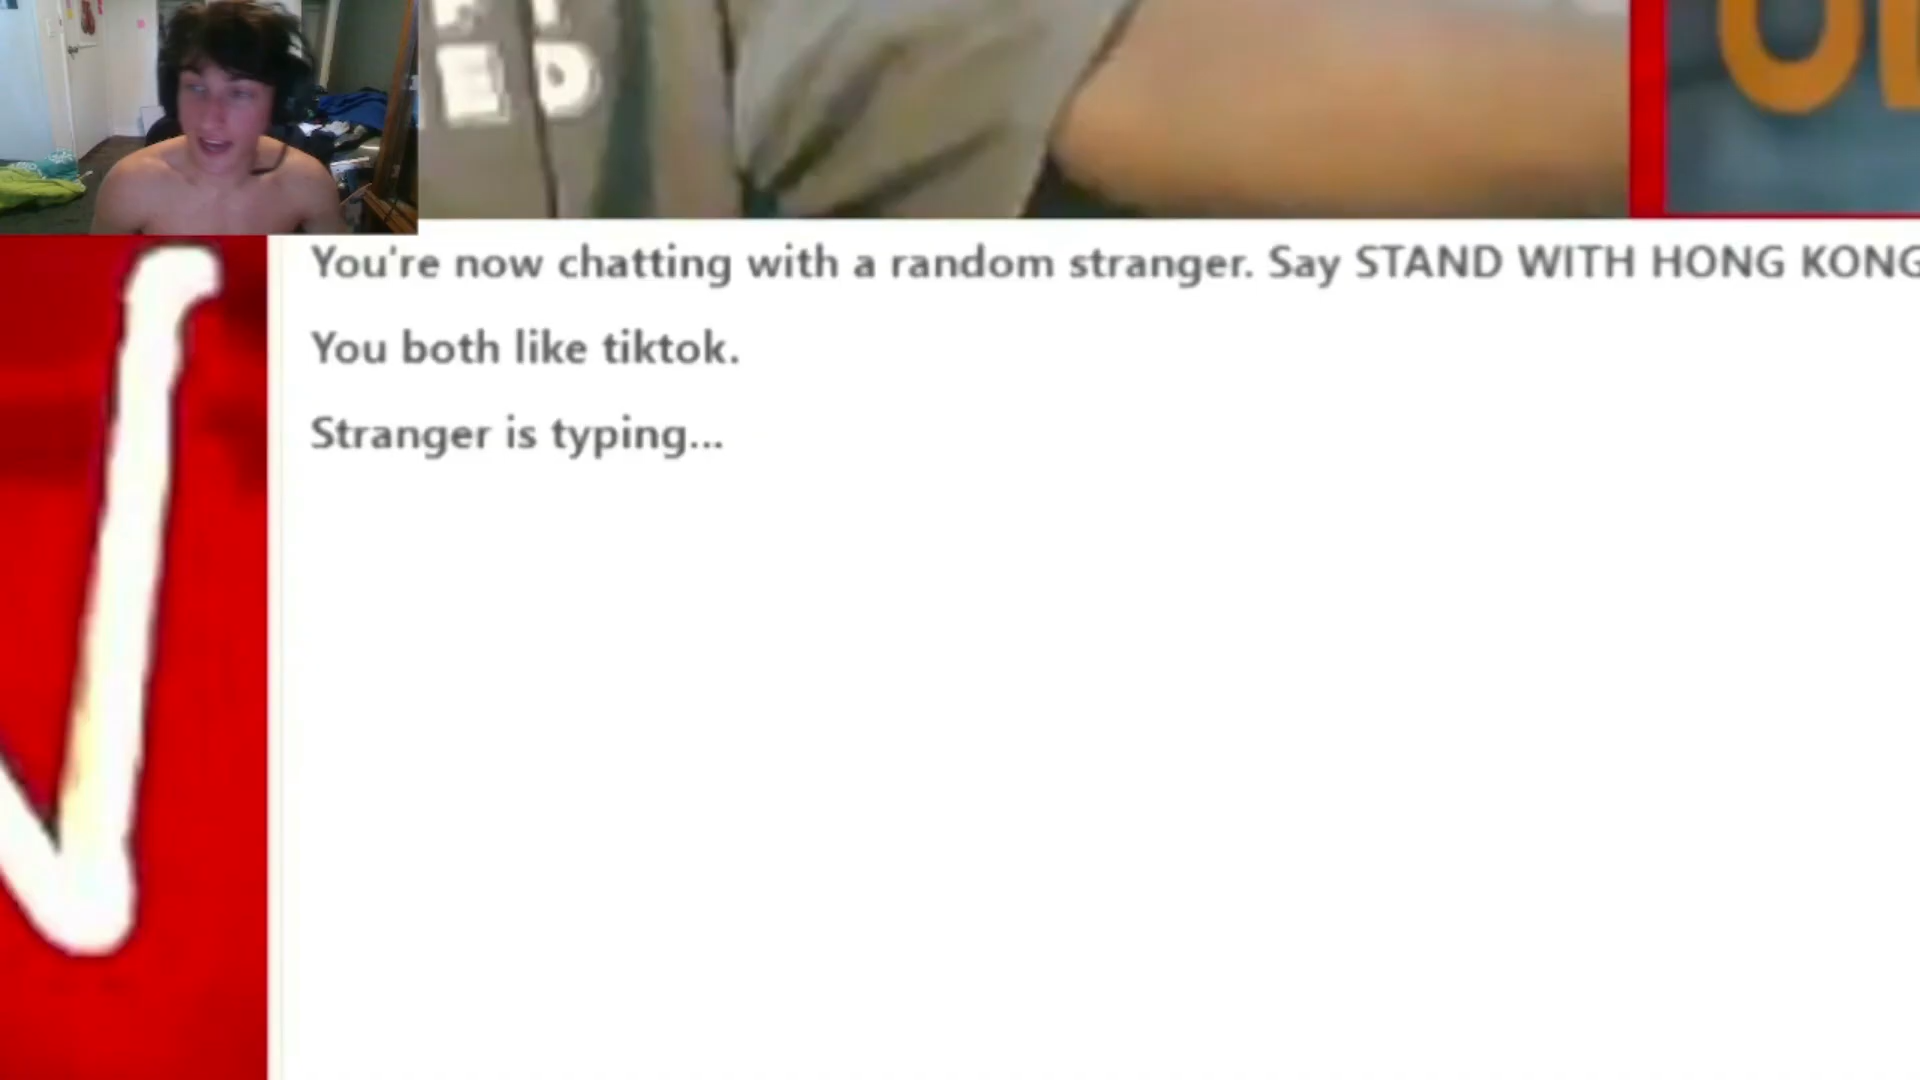 ED
You're now chatting with a random stranger. Say STAND WITH HONG KONG
You both like tiktok.
Stranger is typing...